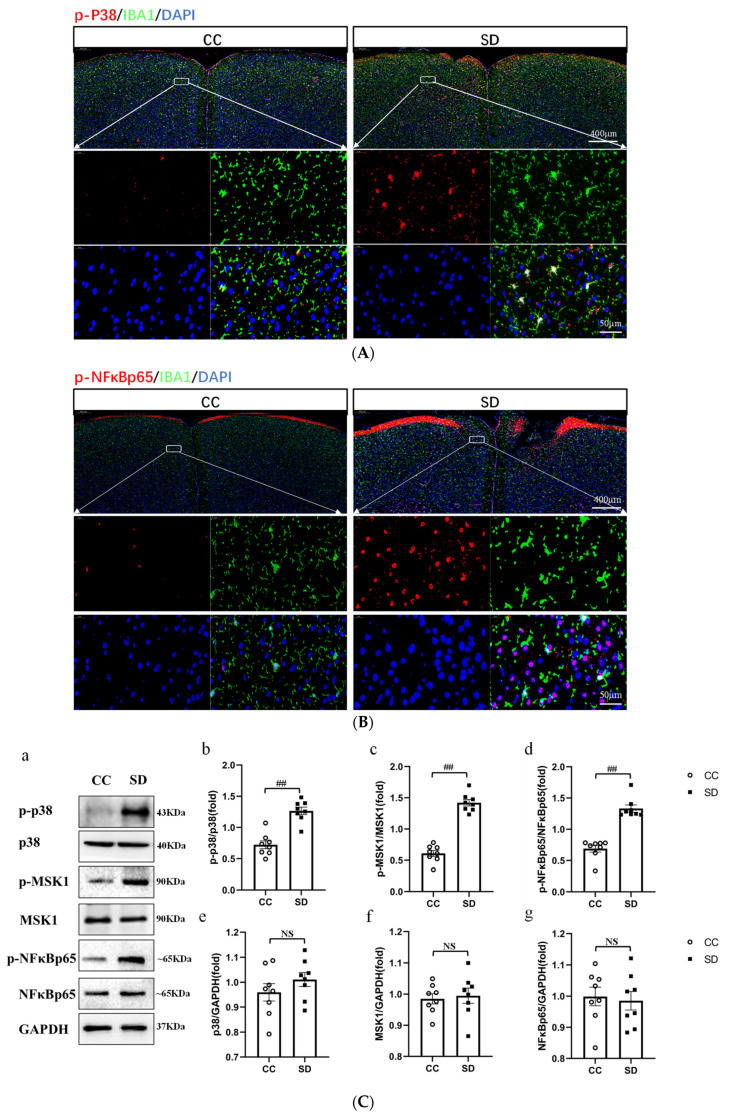 p-P38/IBA1/DAPI
CC
SD
400μm
50μm
(A)
p-NFκBp65/IBA1/DAPI
CC
SD
400μm
50μm
(B)
a
CC SD
p-p38 43KDa
p38 40KDa
p-MSK1 90KDa
MSK1 90KDa
p-NFκBp65 ~65KDa
NFκBp65 ~65KDa
GAPDH 37KDa
b
p-p38/p38(fold)
2.0
1.5
1.0
0.5
0.0
##
CC SD
c
p-MSK1/MSK1(fold)
2.0
1.5
1.0
0.5
0.0
##
CC SD
d
p-NFκBp65/NFκBp65(fold)
2.0
1.5
1.0
0.5
0.0
##
CC SD
CC
SD
e
p38/GAPDH(fold)
1.2
1.1
1.0
0.9
0.8
0.7
NS
CC SD
f
MSK1/GAPDH(fold)
1.2
1.1
1.0
0.9
0.8
NS
CC SD
g
NFκBp65/GAPDH(fold)
1.2
1.1
1.0
0.9
0.8
NS
CC SD
CC
SD
(C)